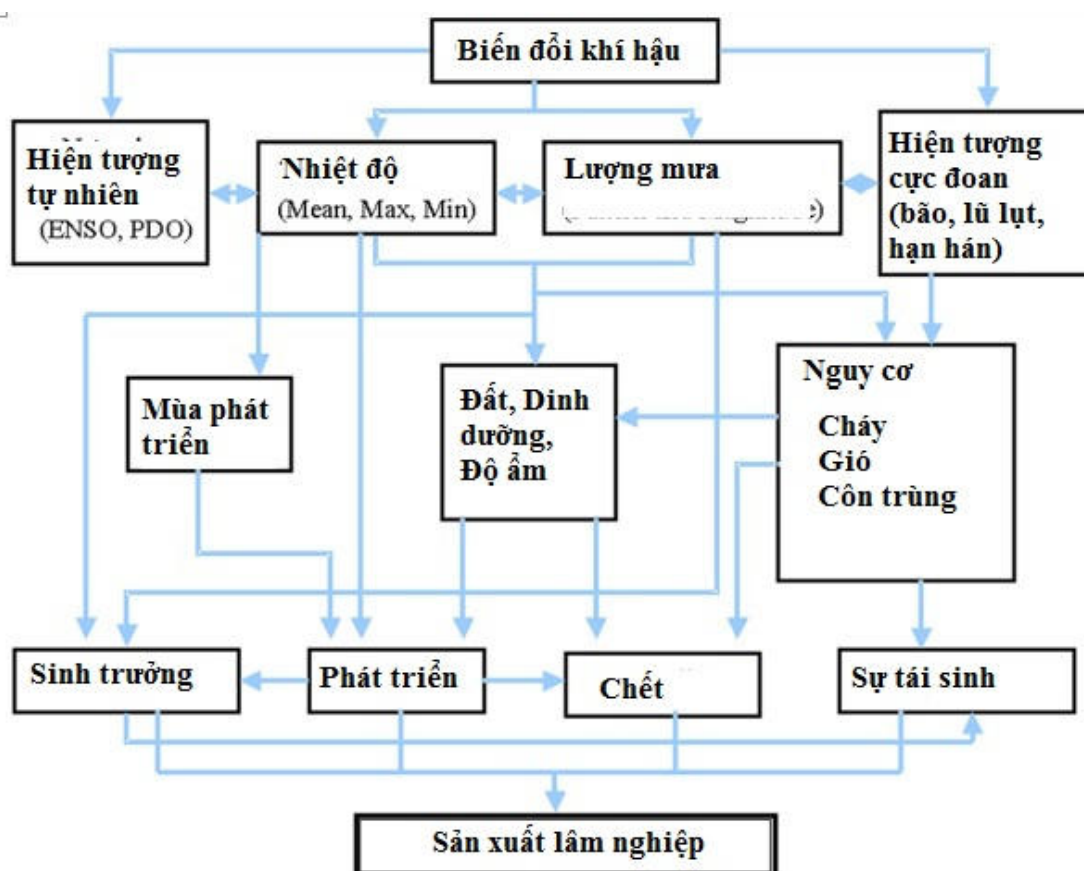 Biến đổi khí hậu
Hiện tượng
tự nhiên
(ENSO, PDO)
Nhiệt độ
(Mean, Max, Min)
Lượng mưa
Hiện tượng
cực đoan
(bão, lũ lụt,
hạn hán)
Mùa phát
triển
Đất, Dinh
dưỡng,
Độ ẩm
Nguy cơ
Cháy
Gió
Côn trùng
Sinh trưởng
Phát triển
Chết
Sự tái sinh
Sản xuất lâm nghiệp